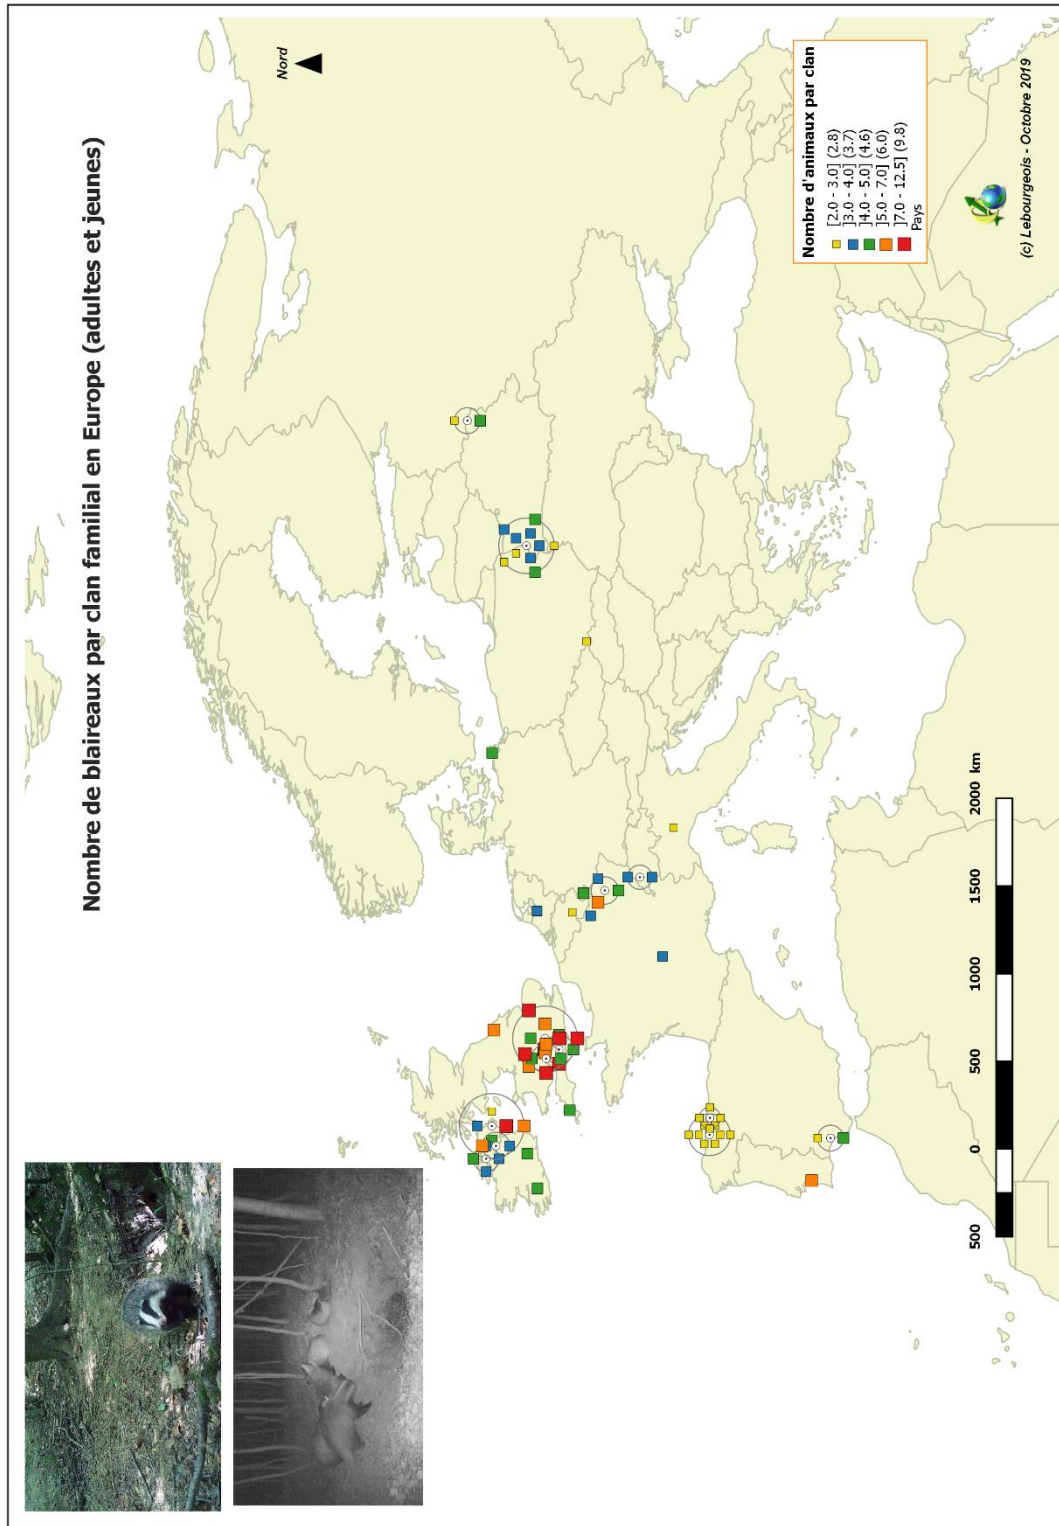 Nombre de blaireaux par clan familial en Europe (adultes et jeunes)
Nord
Nombre d'animaux par clan
[2.0 - 3.0] (2.8)
]3.0 - 4.0] (3.7)
]4.0 - 5.0] (4.6)
]5.0 - 7.0] (6.0)
]7.0 - 12.5] (9.8)
Pays
500 0 500 1000 1500 2000 km
(c) Lebourgeois - Octobre 2019